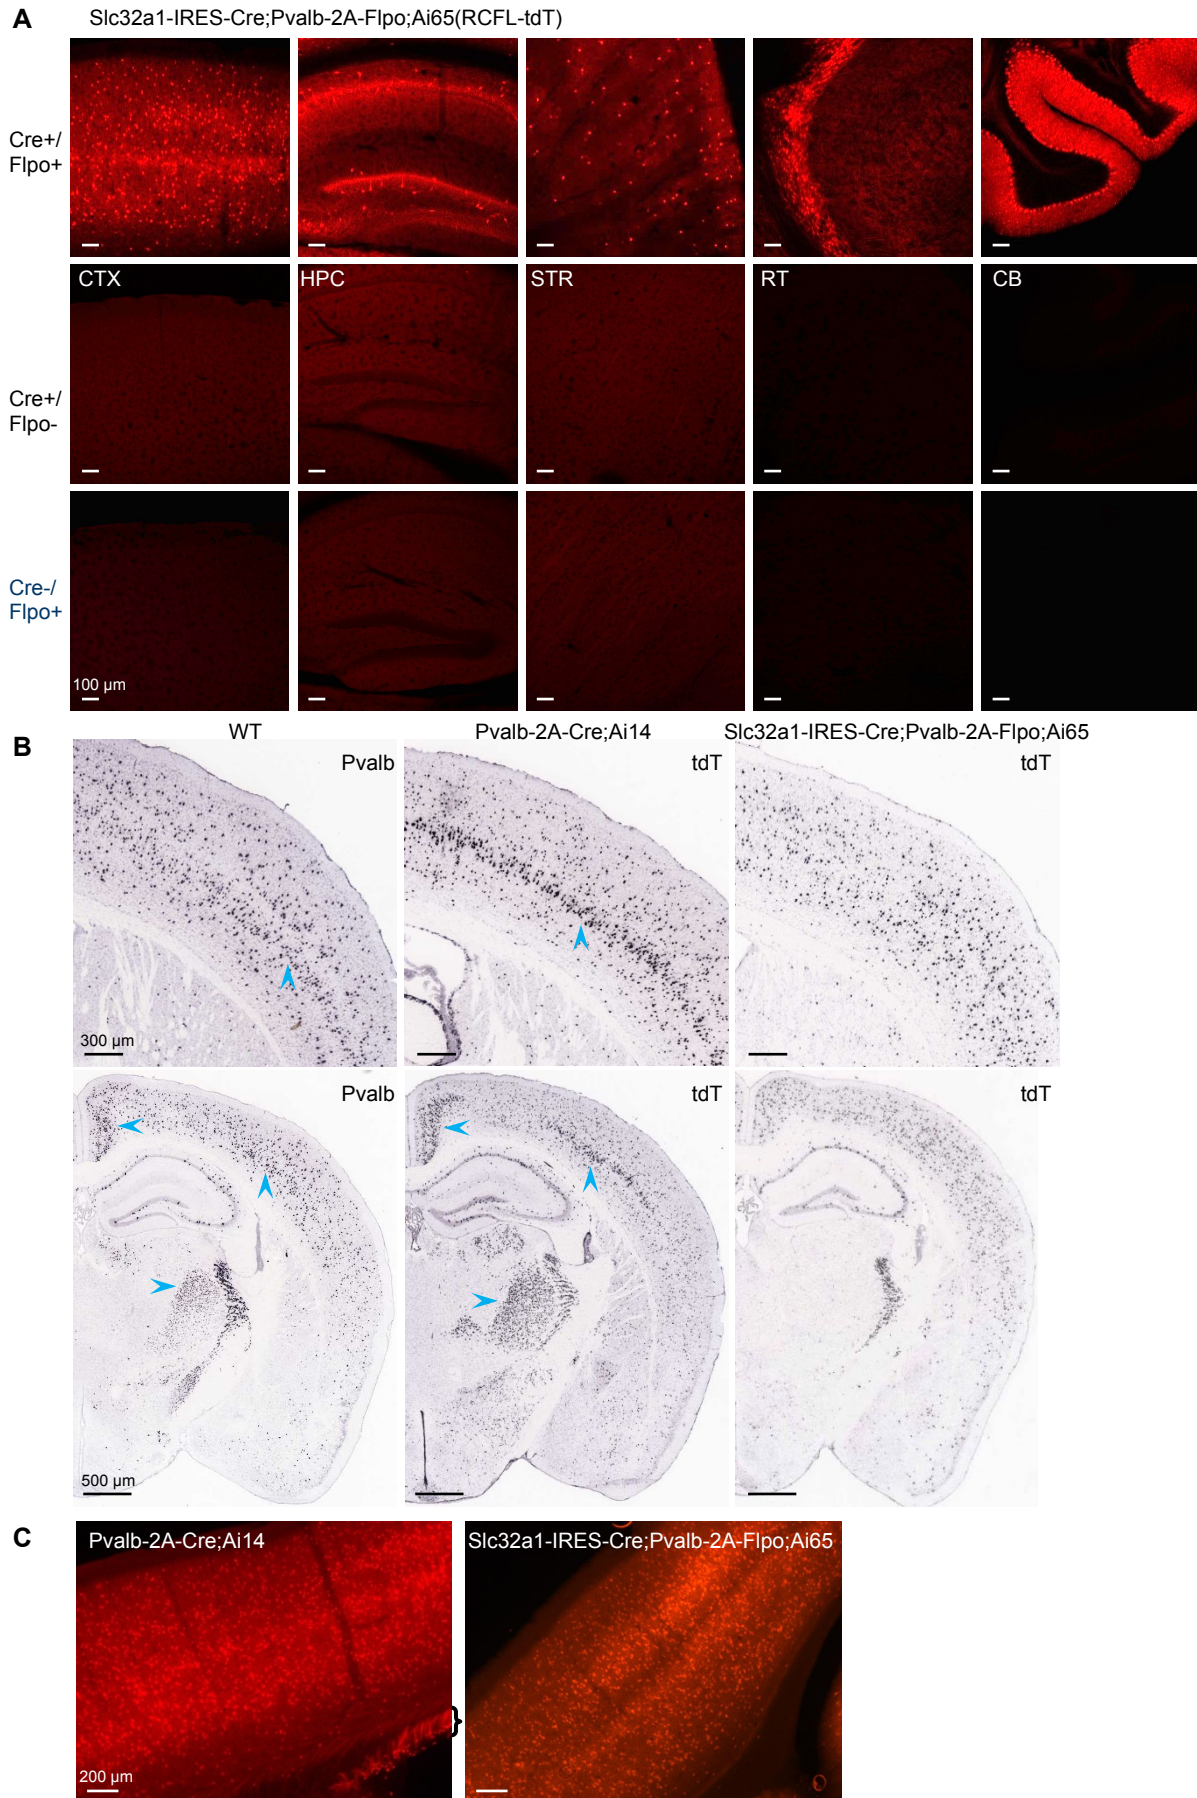 A
Slc32a1-IRES-Cre;Pvalb-2A-Flpo;Ai65(RCFL-tdT)
Cre+/
Flpo+
CTX
HPC
STR
RT
CB
Cre+/
Flpo-
Cre-/
Flpo+
100 µm
B
WT
Pvalb-2A-Cre;Ai14
Slc32a1-IRES-Cre;Pvalb-2A-Flpo;Ai65
Pvalb
tdT
tdT
300 µm
Pvalb
tdT
tdT
500 µm
C
Pvalb-2A-Cre;Ai14
Slc32a1-IRES-Cre;Pvalb-2A-Flpo;Ai65
}
200 µm